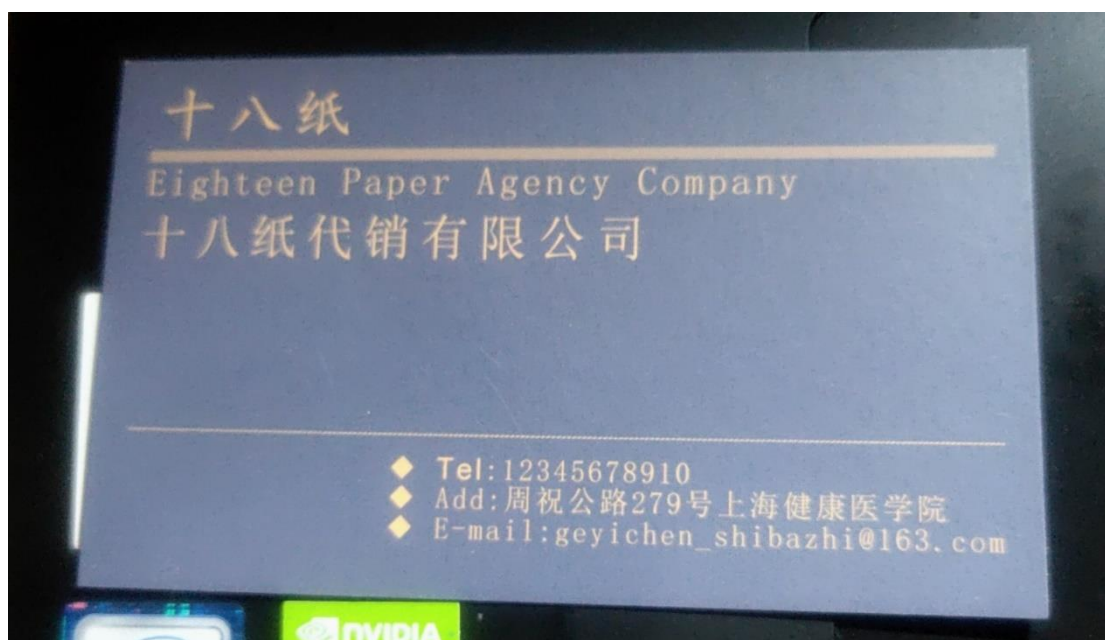 十八纸
Eighteen Paper Agency Company
十八纸代销有限公司
Tel:12345678910
Add:周祝公路279号上海健康医学院
E-mail:geyichen_shibazhi@163.com
NVIDIA